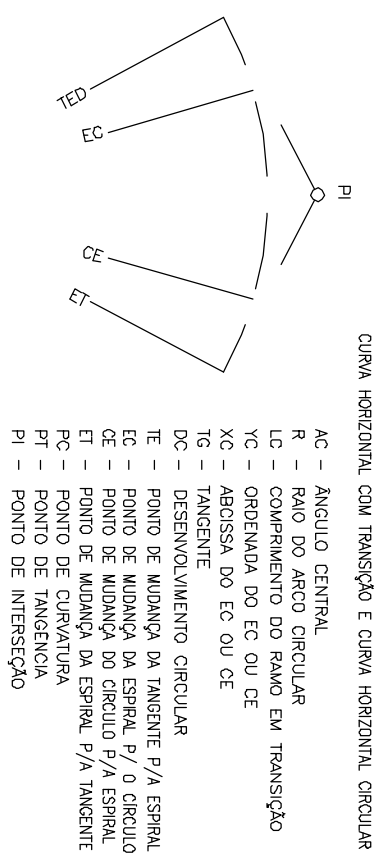 CURVA HORIZONTAL COM TRANSIÇÃO E CURVA HORIZONTAL CIRCULAR
PI
TED
EC
CE
ET
AC - ÂNGULO CENTRAL
R - RAIO DO ARCO CIRCULAR
LC - COMPRIMENTO DO RAMO EM TRANSIÇÃO
YC - ORDENADA DO EC OU CE
XC - ABCISSA DO EC OU CE
TG - TANGENTE
DC - DESENVOLVIMENTO CIRCULAR
TE - PONTO DE MUDANÇA DA TANGENTE P/A ESPIRAL
EC - PONTO DE MUDANÇA DA ESPIRAL P/ O CÍRCULO
CE - PONTO DE MUDANÇA DO CÍRCULO P/A ESPIRAL
ET - PONTO DE MUDANÇA DA ESPIRAL P/A TANGENTE
PC - PONTO DE CURVATURA
PT - PONTO DE TANGÊNCIA
PI - PONTO DE INTERSEÇÃO